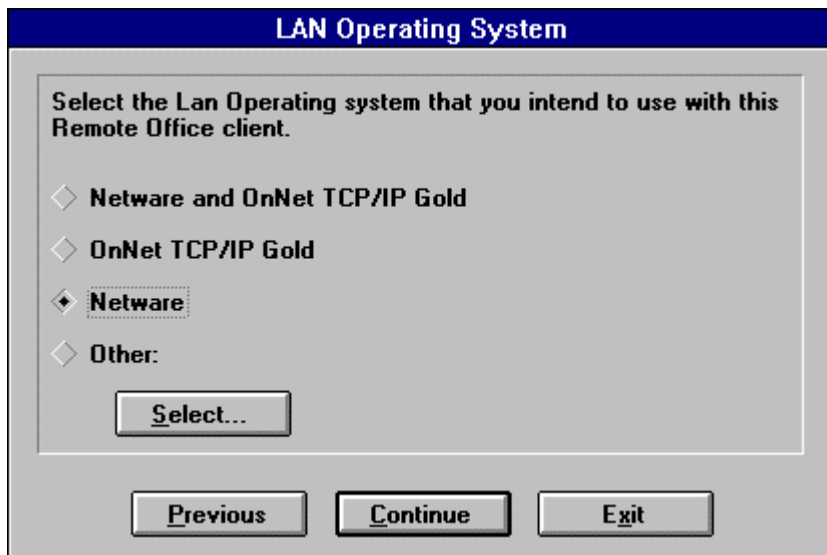 LAN Operating System
Select the Lan Operating system that you intend to use with this
Remote Office client.
Netware and OnNet TCP/IP Gold
OnNet TCP/IP Gold
Netware
Other:
Select...
Previous Continue Exit